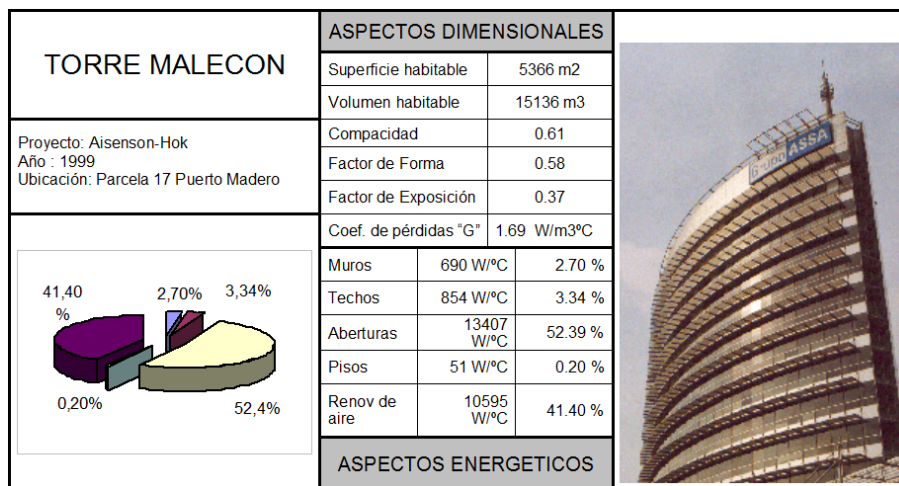 TORRE MALECON
Proyecto: Aisenson-Hok
Año : 1999
Ubicación: Parcela 17 Puerto Madero
41,40
%
2,70%
3,34%
0,20%
52,4%
ASPECTOS DIMENSIONALES
Superficie habitable 5366 m2
Volumen habitable 15136 m3
Compacidad 0.61
Factor de Forma 0.58
Factor de Exposición 0.37
Coef. de pérdidas "G" 1.69 W/m3ºC
Muros 690 W/ºC 2.70 %
Techos 854 W/ºC 3.34 %
Aberturas 13407 W/ºC 52.39 %
Pisos 51 W/ºC 0.20 %
Renov de aire 10595 W/ºC 41.40 %
ASPECTOS ENERGETICOS
Grupo ASSA